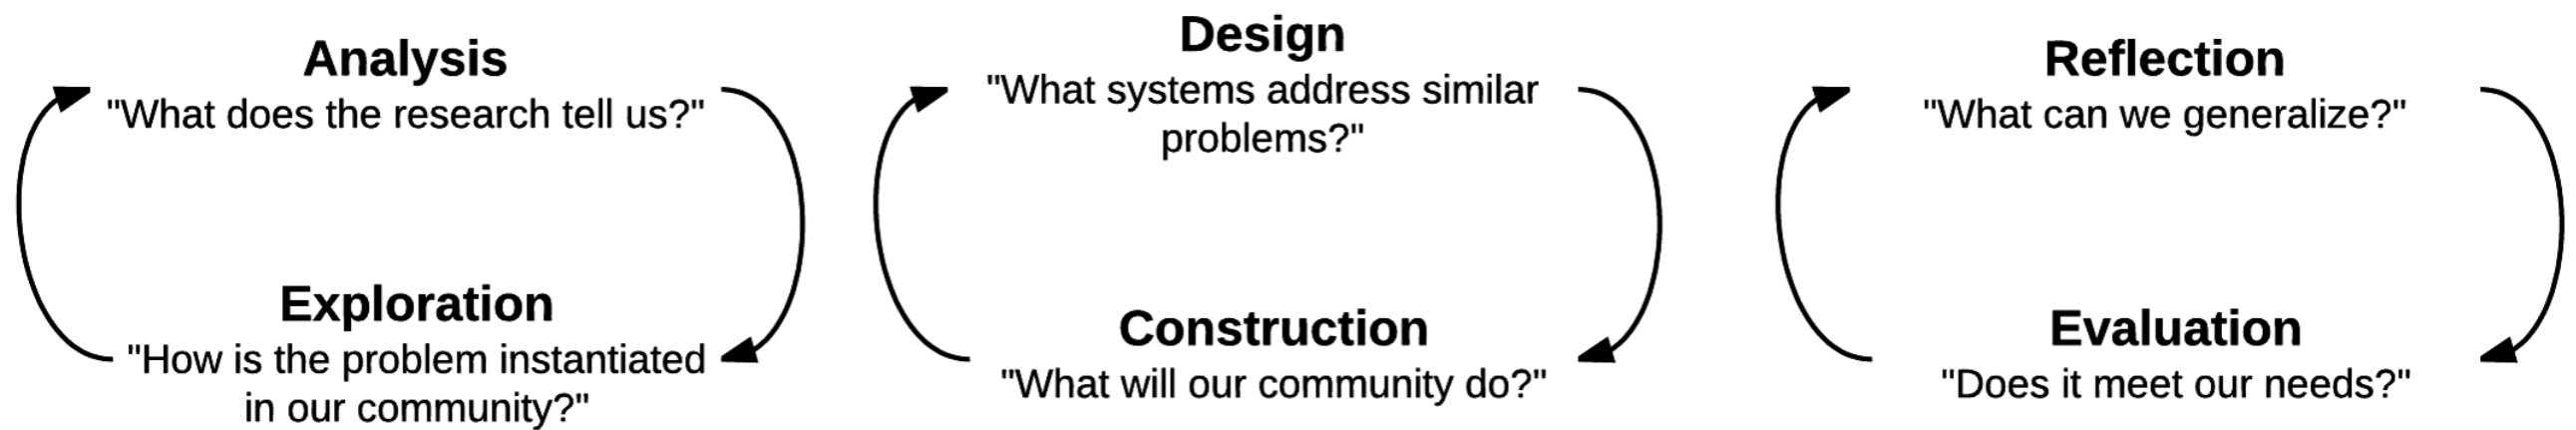 Analysis
"What does the research tell us?"
Exploration
"How is the problem instantiated
in our community?"
Design
"What systems address similar
problems?"
Construction
"What will our community do?"
Reflection
"What can we generalize?"
Evaluation
"Does it meet our needs?"